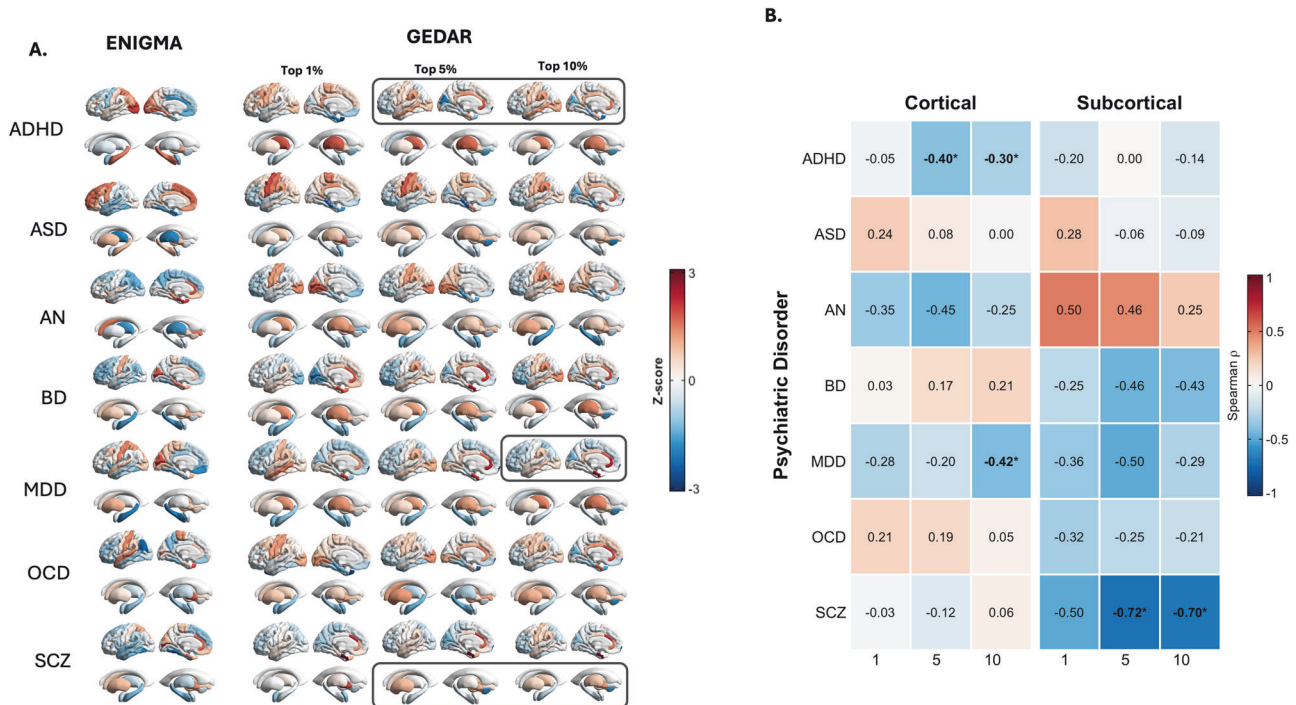 A.
ENIGMA
GEDAR
Top 1%
Top 5%
Top 10%
ADHD
ASD
AN
BD
MDD
OCD
SCZ
3
0
-3
Z-score
B.
Cortical
Subcortical
Psychiatric Disorder
ADHD -0.05 -0.40* -0.30* -0.20 0.00 -0.14
ASD 0.24 0.08 0.00 0.28 -0.06 -0.09
AN -0.35 -0.45 -0.25 0.50 0.46 0.25
BD 0.03 0.17 0.21 -0.25 -0.46 -0.43
MDD -0.28 -0.20 -0.42* -0.36 -0.50 -0.29
OCD 0.21 0.19 0.05 -0.32 -0.25 -0.21
SCZ -0.03 -0.12 0.06 -0.50 -0.72* -0.70*
1 5 10 1 5 10
1
0.5
0
-0.5
-1
Spearman ρ